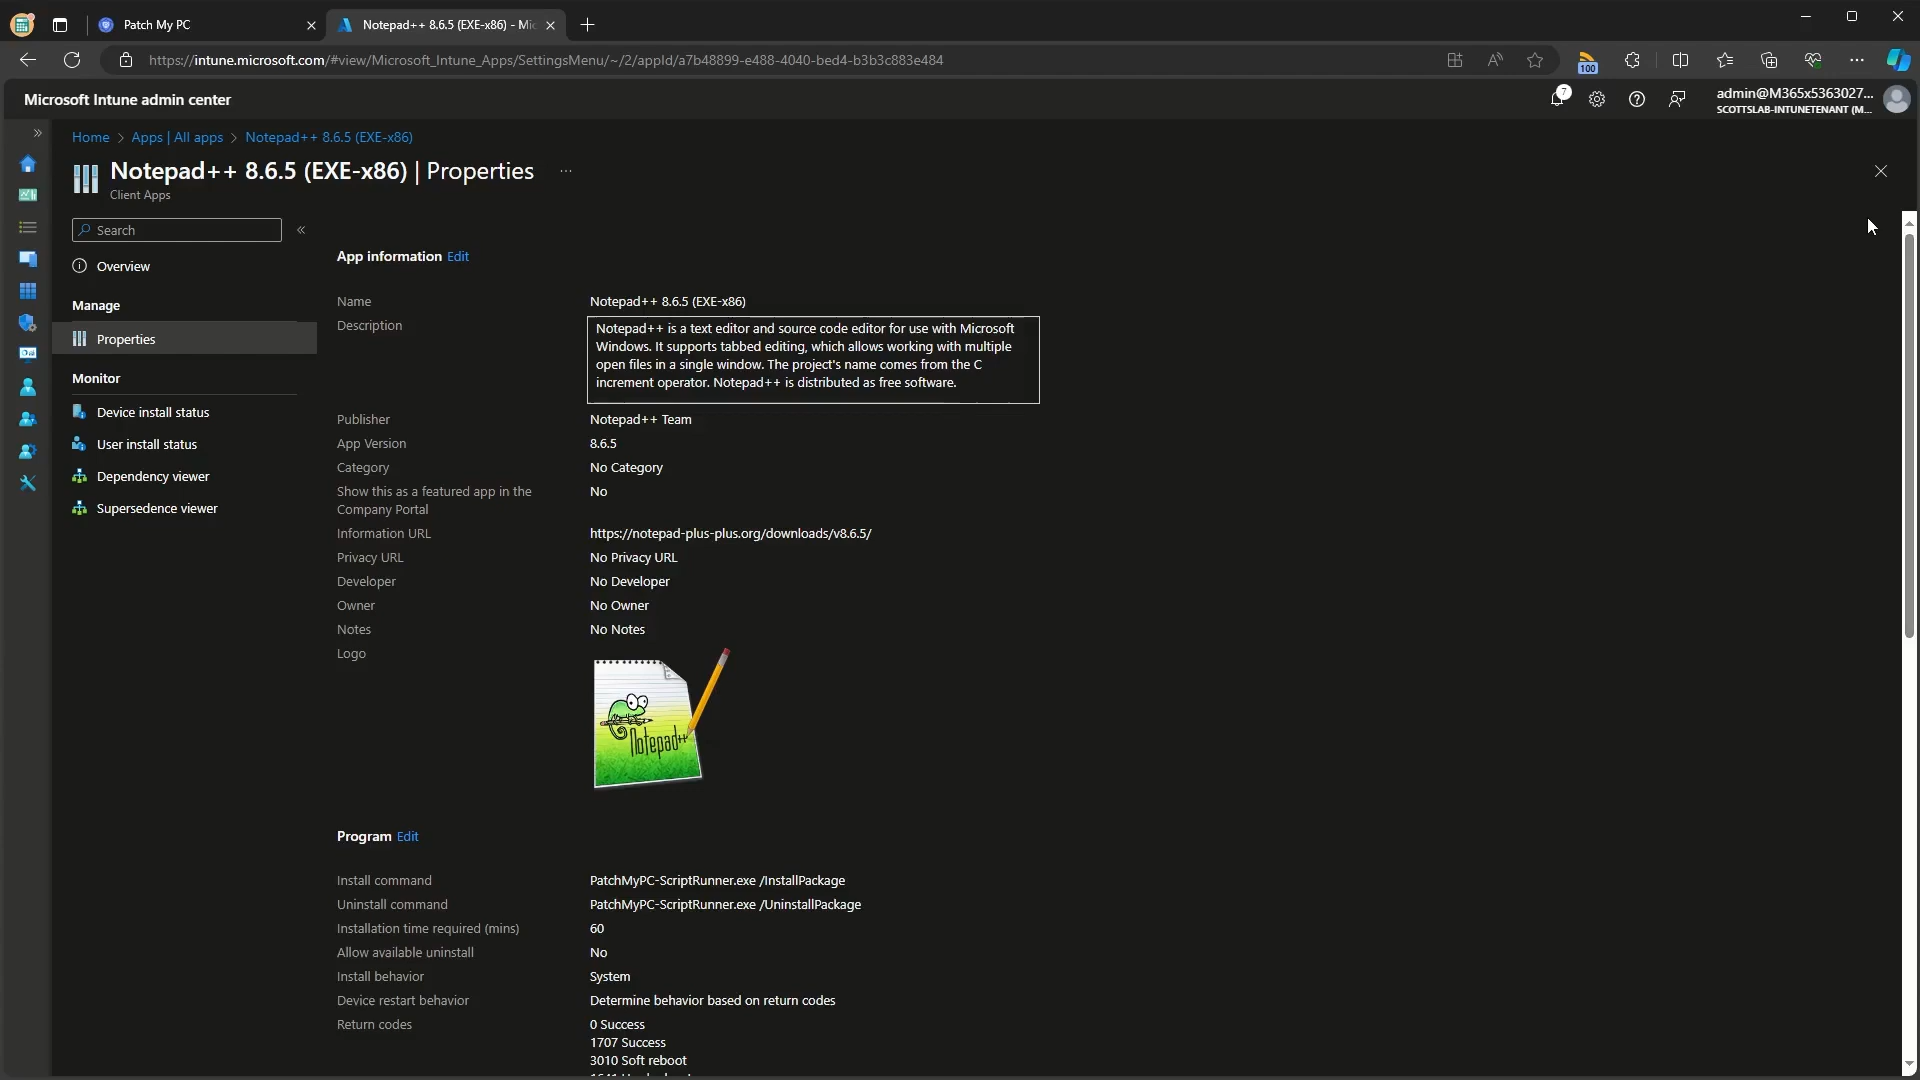 Patch My PC
Notepad++ 8.6.5 (EXE-x86) - Mic
https://intune.microsoft.com/#view/Microsoft_Intune_Apps/SettingsMenu/~/2/appId/a7b48899-e488-4040-bed4-b3b3c883e484
100
Microsoft Intune admin center
7
admin@M365x5363027...
SCOTTSLAB-INTUNETENANT (M...
Home > Apps | All apps > Notepad++ 8.6.5 (EXE-x86)
Notepad++ 8.6.5 (EXE-x86) | Properties ...
Client Apps
Search
Overview
Manage
Properties
Monitor
Device install status
User install status
Dependency viewer
Supersedence viewer
App information Edit
Name Notepad++ 8.6.5 (EXE-x86)
Description Notepad++ is a text editor and source code editor for use with Microsoft
Windows. It supports tabbed editing, which allows working with multiple
open files in a single window. The project's name comes from the C
increment operator. Notepad++ is distributed as free software.
Publisher Notepad++ Team
App Version 8.6.5
Category No Category
Show this as a featured app in the No
Company Portal
Information URL https://notepad-plus-plus.org/downloads/v8.6.5/
Privacy URL No Privacy URL
Developer No Developer
Owner No Owner
Notes No Notes
Logo
Notepad++
Program Edit
Install command PatchMyPC-ScriptRunner.exe /InstallPackage
Uninstall command PatchMyPC-ScriptRunner.exe /UninstallPackage
Installation time required (mins) 60
Allow available uninstall No
Install behavior System
Device restart behavior Determine behavior based on return codes
Return codes 0 Success
1707 Success
3010 Soft reboot